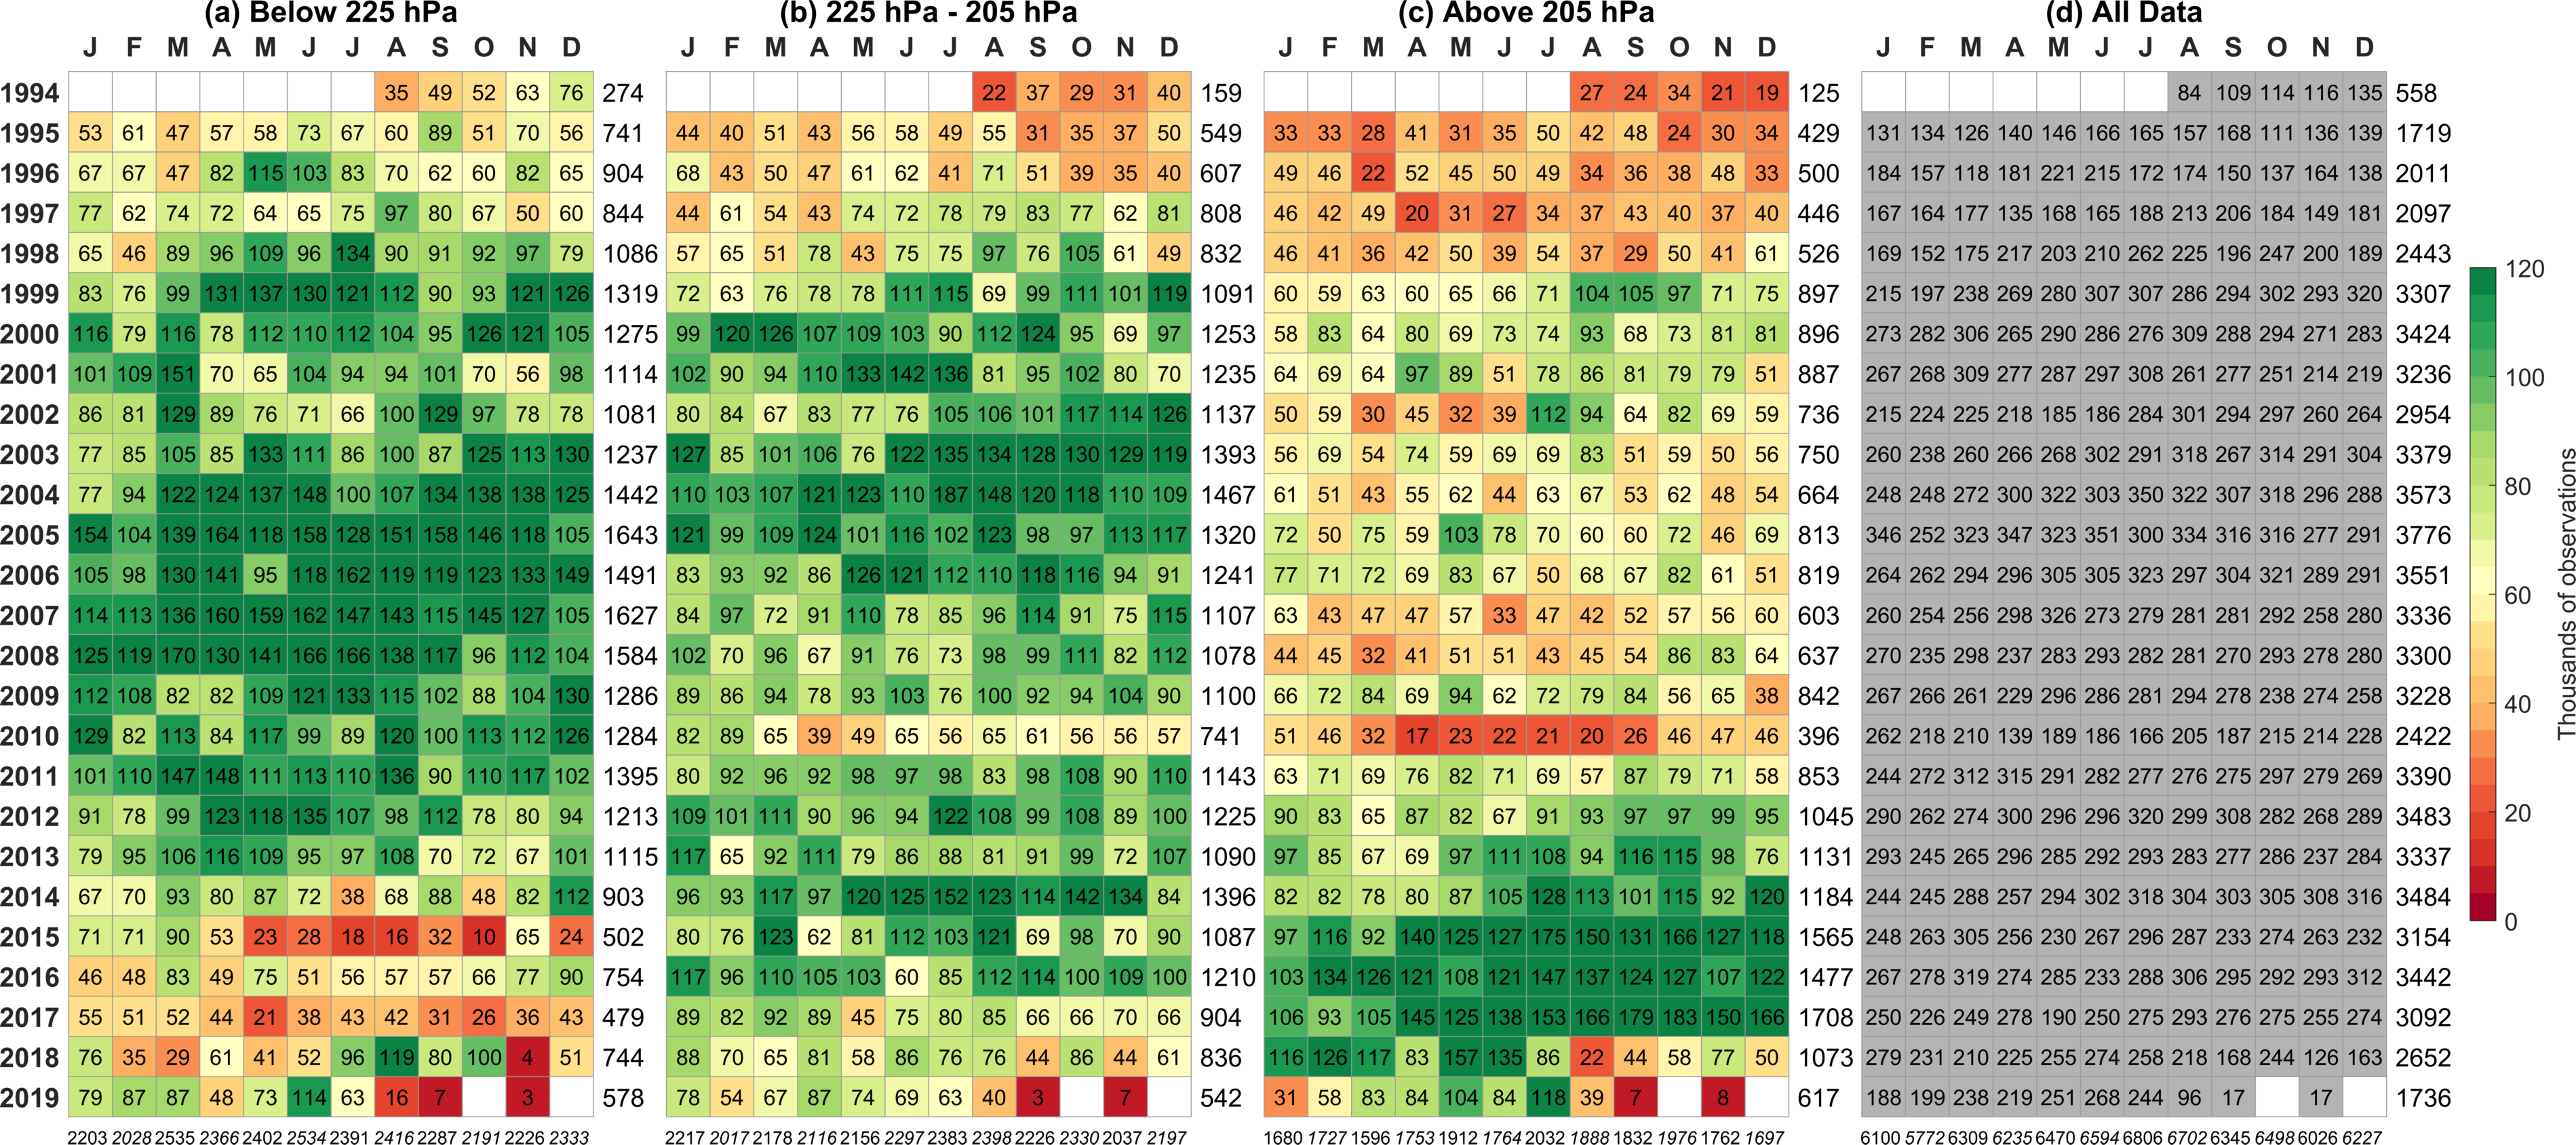 (a) Below 225 hPa (b) 225 hPa - 205 hPa (c) Above 205 hPa (d) All Data
J F M A M J J A S O N D J F M A M J J A S O N D J F M A M J J A S O N D J F M A M J J A S O N D
1994 35 49 52 63 76 274 22 37 29 31 40 159 27 24 34 21 19 125 84 109 114 116 135 558
1995 53 61 47 57 58 73 67 60 89 51 70 56 741 44 40 51 43 56 58 49 55 31 35 37 50 549 33 33 28 41 31 35 50 42 48 24 30 34 429 131 134 126 140 146 166 165 157 168 111 136 139 1719
1996 67 67 47 82 115 103 83 70 62 60 82 65 904 68 43 50 47 61 62 41 71 51 39 35 40 607 49 46 22 52 45 50 49 34 36 38 48 33 500 184 157 118 181 221 215 172 174 150 137 164 138 2011
1997 77 62 74 72 64 65 75 97 80 67 50 60 844 44 61 54 43 74 72 78 79 83 77 62 81 808 46 42 49 20 31 27 34 37 43 40 37 40 446 167 164 177 135 168 165 188 213 206 184 149 181 2097
1998 65 46 89 96 109 96 134 90 91 92 97 79 1086 57 65 51 78 43 75 75 97 76 105 61 49 832 46 41 36 42 50 39 54 37 29 50 41 61 526 169 152 175 217 203 210 262 225 196 247 200 189 2443
1999 83 76 99 131 137 130 121 112 90 93 121 126 1319 72 63 76 78 78 111 115 69 99 111 101 119 1091 60 59 63 60 65 66 71 104 105 97 71 75 897 215 197 238 269 280 307 307 286 294 302 293 320 3307
2000 116 79 116 78 112 110 112 104 95 126 121 105 1275 99 120 126 107 109 103 90 112 124 95 69 97 1253 58 83 64 80 69 73 74 93 68 73 81 81 896 273 282 306 265 290 286 276 309 288 294 271 283 3424
2001 101 109 151 70 65 104 94 94 101 70 56 98 1114 102 90 94 110 133 142 136 81 95 102 80 70 1235 64 69 64 97 89 51 78 86 81 79 79 51 887 267 268 309 277 287 297 308 261 277 251 214 219 3236
2002 86 81 129 89 76 71 66 100 129 97 78 78 1081 80 84 67 83 77 76 105 106 101 117 114 126 1137 50 59 30 45 32 39 112 94 64 82 69 59 736 215 224 225 218 185 186 284 301 294 297 260 264 2954
2003 77 85 105 85 133 111 86 100 87 125 113 130 1237 127 85 101 106 76 122 135 134 128 130 129 119 1393 56 69 54 74 59 69 69 83 51 59 50 56 750 260 238 260 266 268 302 291 318 267 314 291 304 3379
2004 77 94 122 124 137 148 100 107 134 138 138 125 1442 110 103 107 121 123 110 187 148 120 118 110 109 1467 61 51 43 55 62 44 63 67 53 62 48 54 664 248 248 272 300 322 303 350 322 307 318 296 288 3573
2005 154 104 139 164 118 158 128 151 158 146 118 105 1643 121 99 109 124 101 116 102 123 98 97 113 117 1320 72 50 75 59 103 78 70 60 60 72 46 69 813 346 252 323 347 323 351 300 334 316 316 277 291 3776
2006 105 98 130 141 95 118 162 119 119 123 133 149 1491 83 93 92 86 126 121 112 110 118 116 94 91 1241 77 71 72 69 83 67 50 68 67 82 61 51 819 264 262 294 296 305 305 323 297 304 321 289 291 3551
2007 114 113 136 160 159 162 147 143 115 145 127 105 1627 84 97 72 91 110 78 85 96 114 91 75 115 1107 63 43 47 47 57 33 47 42 52 57 56 60 603 260 254 256 298 326 273 279 281 281 292 258 280 3336
2008 125 119 170 130 141 166 166 138 117 96 112 104 1584 102 70 96 67 91 76 73 98 99 111 82 112 1078 44 45 32 41 51 51 43 45 54 86 83 64 637 270 235 298 237 283 293 282 281 270 293 278 280 3300
2009 112 108 82 82 109 121 133 115 102 88 104 130 1286 89 86 94 78 93 103 76 100 92 94 104 90 1100 66 72 84 69 94 62 72 79 84 56 65 38 842 267 266 261 229 296 286 281 294 278 238 274 258 3228
2010 129 82 113 84 117 99 89 120 100 113 112 126 1284 82 89 65 39 49 65 56 65 61 56 56 57 741 51 46 32 17 23 22 21 20 26 46 47 46 396 262 218 210 139 189 186 166 205 187 215 214 228 2422
2011 101 110 147 148 111 113 110 136 90 110 117 102 1395 80 92 96 92 98 97 98 83 98 108 90 110 1143 63 71 69 76 82 71 69 57 87 79 71 58 853 244 272 312 315 291 282 277 276 275 297 279 269 3390
2012 91 78 99 123 118 135 107 98 112 78 80 94 1213 109 101 111 90 96 94 122 108 99 108 89 100 1225 90 83 65 87 82 67 91 93 97 97 99 95 1045 290 262 274 300 296 296 320 299 308 282 268 289 3483
2013 79 95 106 116 109 95 97 108 70 72 67 101 1115 117 65 92 111 79 86 88 81 91 99 72 107 1090 97 85 67 69 97 111 108 94 116 115 98 76 1131 293 245 265 296 285 292 293 283 277 286 237 284 3337
2014 67 70 93 80 87 72 38 68 88 48 82 112 903 96 93 117 97 120 125 152 123 114 142 134 84 1396 82 82 78 80 87 105 128 113 101 115 92 120 1184 244 245 288 257 294 302 318 304 303 305 308 316 3484
2015 71 71 90 53 23 28 18 16 32 10 65 24 502 80 76 123 62 81 112 103 121 69 98 70 90 1087 97 116 92 140 125 127 175 150 131 166 127 118 1565 248 263 305 256 230 267 296 287 233 274 263 232 3154
2016 46 48 83 49 75 51 56 57 57 66 77 90 754 117 96 110 105 103 60 85 112 114 100 109 100 1210 103 134 126 121 108 121 147 137 124 127 107 122 1477 267 278 319 274 285 233 288 306 295 292 293 312 3442
2017 55 51 52 44 21 38 43 42 31 26 36 43 479 89 82 92 89 45 75 80 85 66 66 70 66 904 106 93 105 145 125 138 153 166 179 183 150 166 1708 250 226 249 278 190 250 275 293 276 275 255 274 3092
2018 76 35 29 61 41 52 96 119 80 100 4 51 744 88 70 65 81 58 86 76 76 44 86 44 61 836 116 126 117 83 157 135 86 22 44 58 77 50 1073 279 231 210 225 255 274 258 218 168 244 126 163 2652
2019 79 87 87 48 73 114 63 16 7 3 578 78 54 67 87 74 69 63 40 3 7 542 31 58 83 84 104 84 118 39 7 8 617 188 199 238 219 251 268 244 96 17 17 1736
2203 2028 2535 2366 2402 2534 2391 2416 2287 2191 2226 2333 2217 2017 2178 2116 2156 2297 2383 2398 2226 2330 2037 2197 1680 1727 1596 1753 1912 1764 2032 1888 1832 1976 1762 1697 6100 5772 6309 6235 6470 6594 6806 6702 6345 6498 6026 6227
120
100
80
60
40
20
0
Thousands of observations